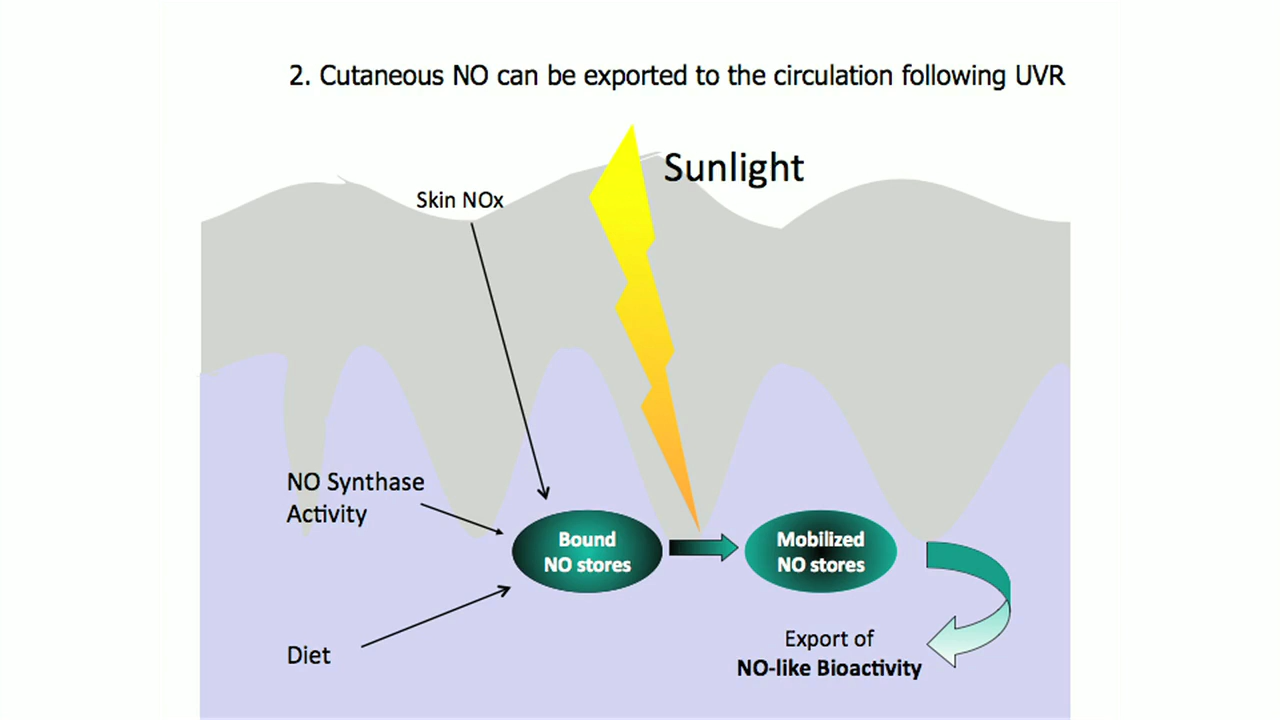 2. Cutaneous NO can be exported to the circulation following UVR
Sunlight
Skin NOx
NO Synthase
Activity
Bound
NO stores
Mobilized
NO stores
Diet
Export of
NO-like Bioactivity